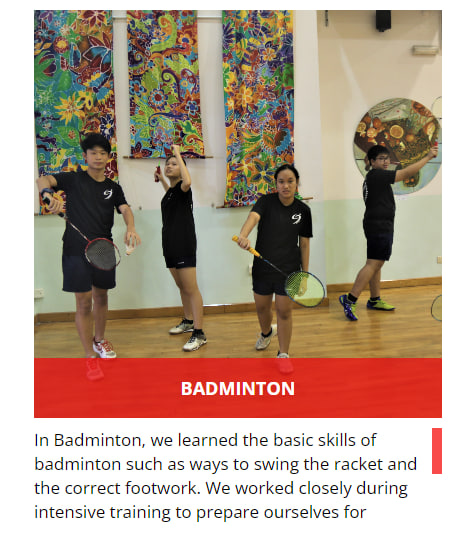 BADMINTON
In Badminton, we learned the basic skills of
badminton such as ways to swing the racket and
the correct footwork. We worked closely during
intensive training to prepare ourselves for